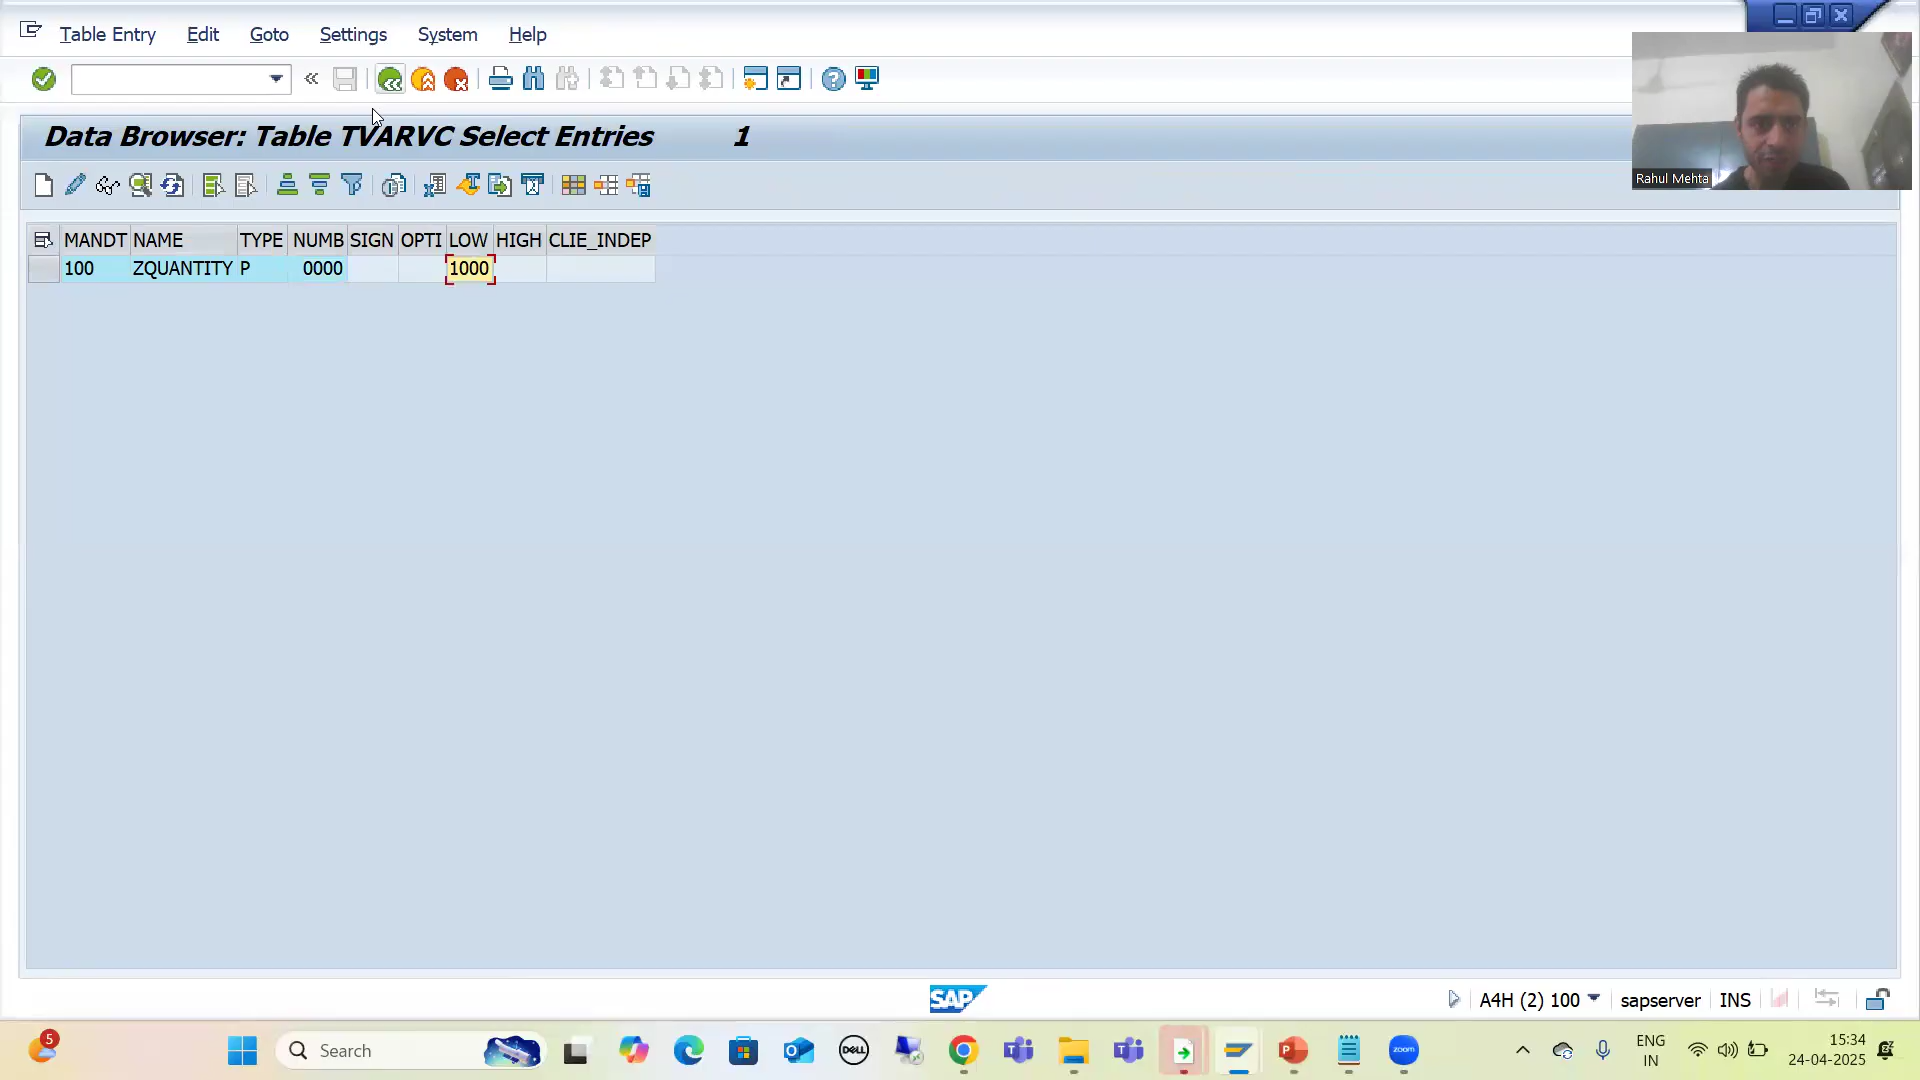 Table Entry Edit Goto Settings System Help
Rahul Mehta
Data Browser: Table TVARVC Select Entries 1
MANDT NAME TYPE NUMB SIGN OPTI LOW HIGH CLIE_INDEP
100 ZQUANTITY P 0000 1000
SAP
A4H (2) 100 sapserver INS
5
Search
DELL
zoom
ENG
IN
15:34
24-04-2025